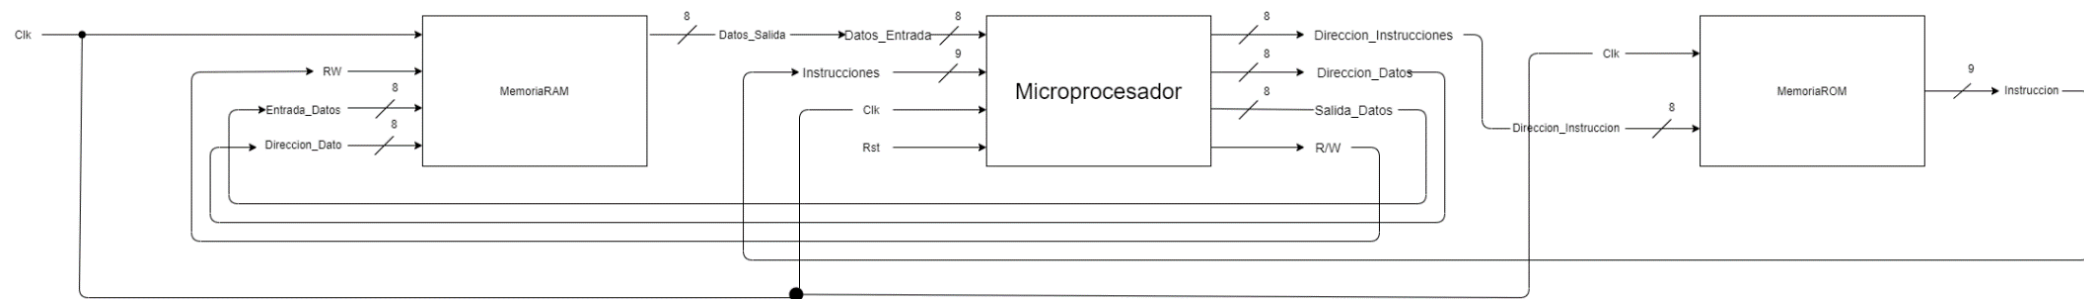 Clk
RW
8
Entrada_Datos
8
Direccion_Dato
MemoriaRAM
8
Datos_Salida
8
Datos_Entrada
9
Instrucciones
Clk
Rst
Microprocesador
8
Direccion_Instrucciones
8
Direccion_Datos
8
Salida_Datos
R/W
Clk
8
Direccion_Instruccion
MemoriaROM
9
Instruccion